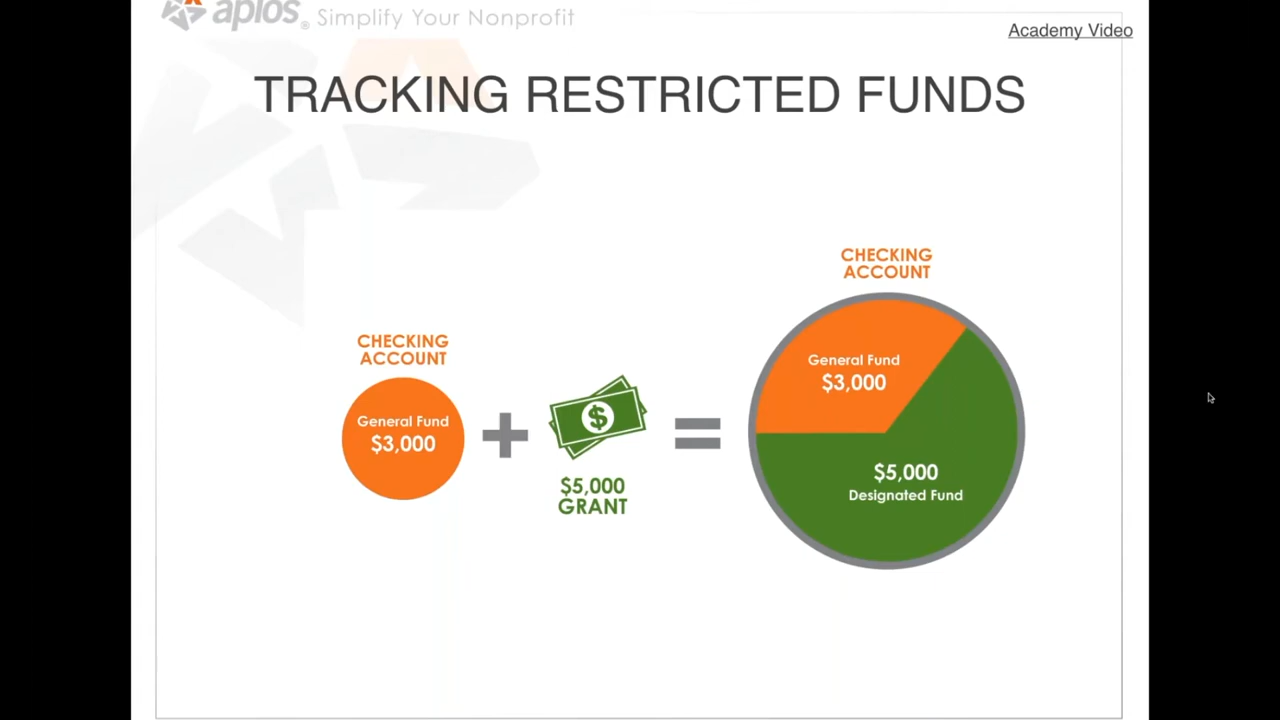 aplos® Simplify Your Nonprofit
Academy Video
TRACKING RESTRICTED FUNDS
CHECKING
ACCOUNT
General Fund
$3,000
$5,000
GRANT
CHECKING
ACCOUNT
General Fund
$3,000
$5,000
Designated Fund